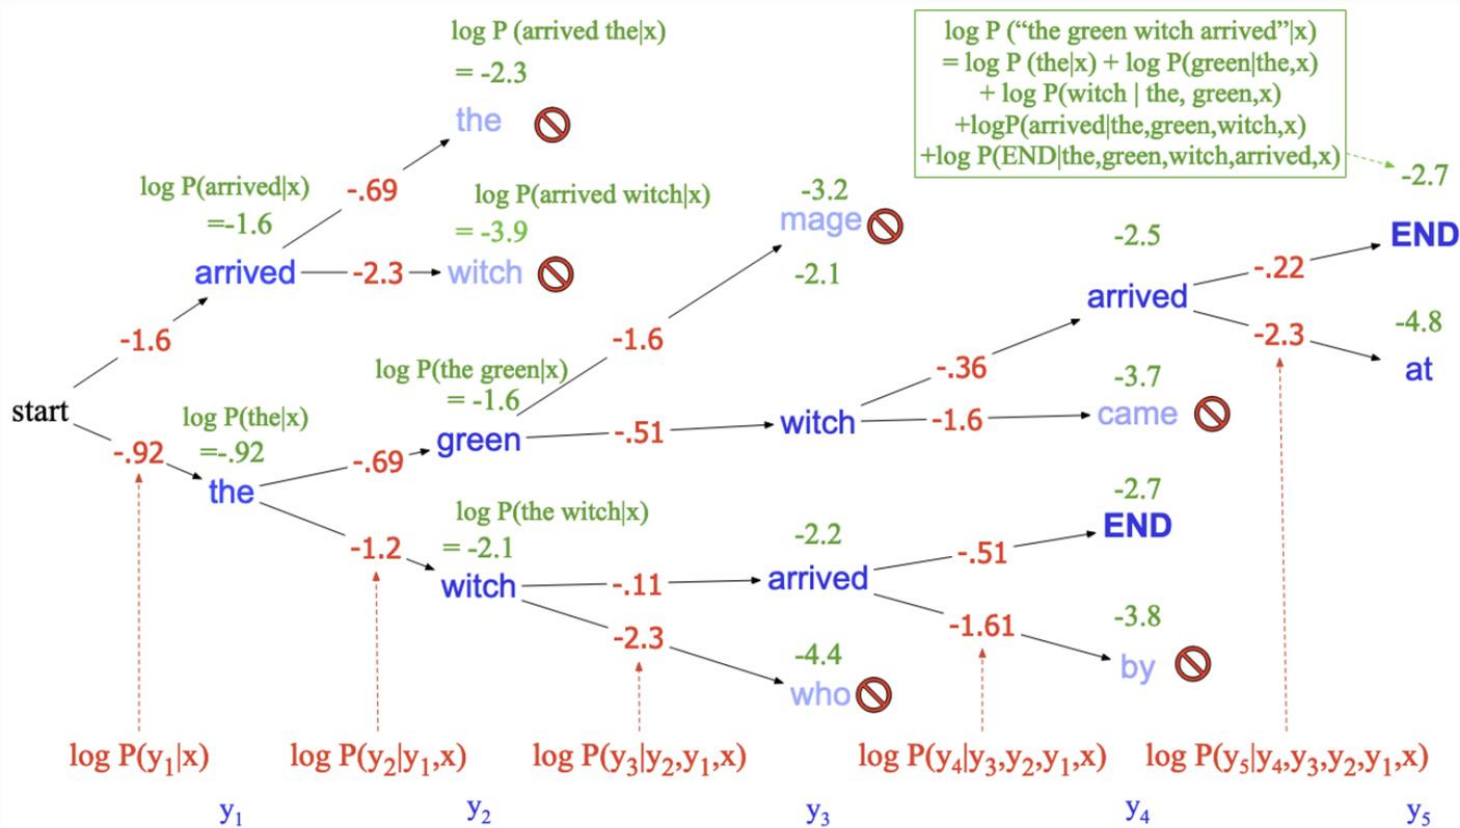 log P (arrived the|x)
= -2.3
the
log P ("the green witch arrived"|x)
= log P (the|x) + log P(green|the,x)
+ log P(witch | the, green,x)
+logP(arrived|the,green,witch,x)
+log P(END|the,green,witch,arrived,x)
-2.7
END
log P(arrived|x)
=-1.6
arrived
-.69
log P(arrived witch|x)
= -3.9
-2.3
witch
-3.2
mage
-2.1
-2.5
arrived
-.22
-2.3
-4.8
at
-1.6
start
-.92
log P(the|x)
=-.92
the
log P(the green|x)
= -1.6
-.69
green
-1.6
-.51
witch
-.36
-1.6
-3.7
came
-1.2
log P(the witch|x)
= -2.1
witch
-.11
-2.3
-2.2
arrived
-.51
-2.7
END
-1.61
-3.8
by
-4.4
who
log P(y₁|x)
log P(y₂|y₁,x)
log P(y₃|y₂,y₁,x)
log P(y₄|y₃,y₂,y₁,x)
log P(y₅|y₄,y₃,y₂,y₁,x)
y₁
y₂
y₃
y₄
y₅